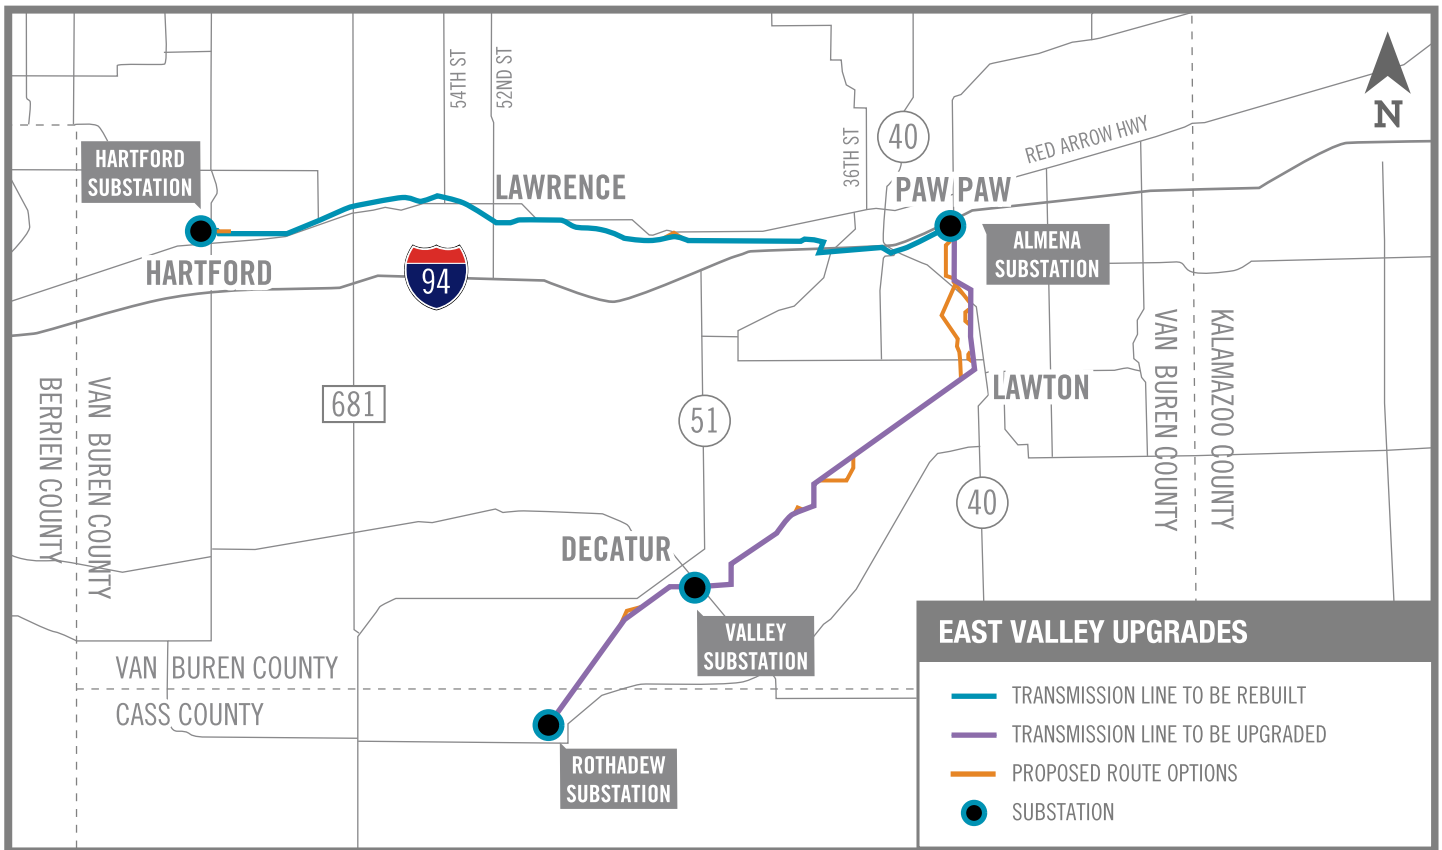 54TH ST
52ND ST
36TH ST
40
RED ARROW HWY
N
HARTFORD
SUBSTATION
LAWRENCE
PAW PAW
HARTFORD
94
ALMENA
SUBSTATION
BERRIEN COUNTY
VAN BUREN COUNTY
681
51
LAWTON
VAN BUREN COUNTY
KALAMAZOO COUNTY
40
DECATUR
VALLEY
SUBSTATION
VAN BUREN COUNTY
CASS COUNTY
ROTHADEW
SUBSTATION
EAST VALLEY UPGRADES
TRANSMISSION LINE TO BE REBUILT
TRANSMISSION LINE TO BE UPGRADED
PROPOSED ROUTE OPTIONS
SUBSTATION